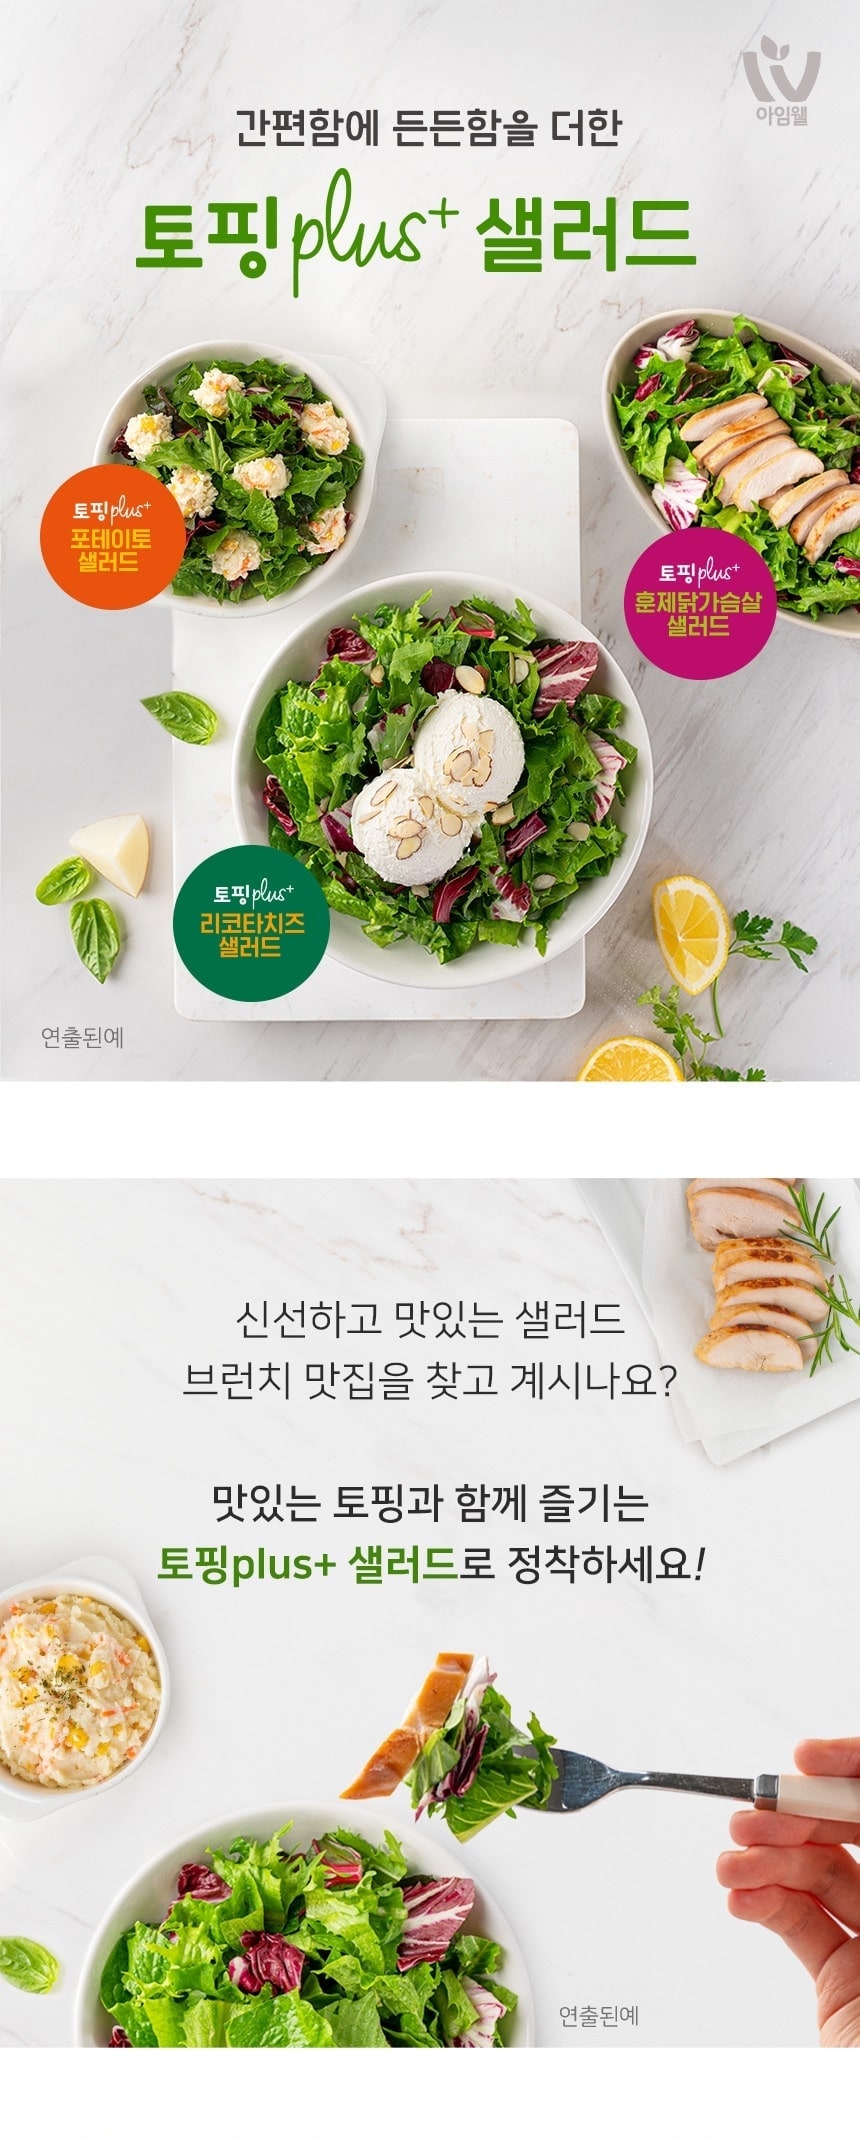 아임웰
간편함에 든든함을 더한
토핑plus+ 샐러드
토핑plus+
포테이토
샐러드
토핑plus+
훈제닭가슴살
샐러드
토핑plus+
리코타치즈
샐러드
연출된예
신선하고 맛있는 샐러드
브런치 맛집을 찾고 계시나요?
맛있는 토핑과 함께 즐기는
토핑plus+ 샐러드로 정착하세요!
연출된예